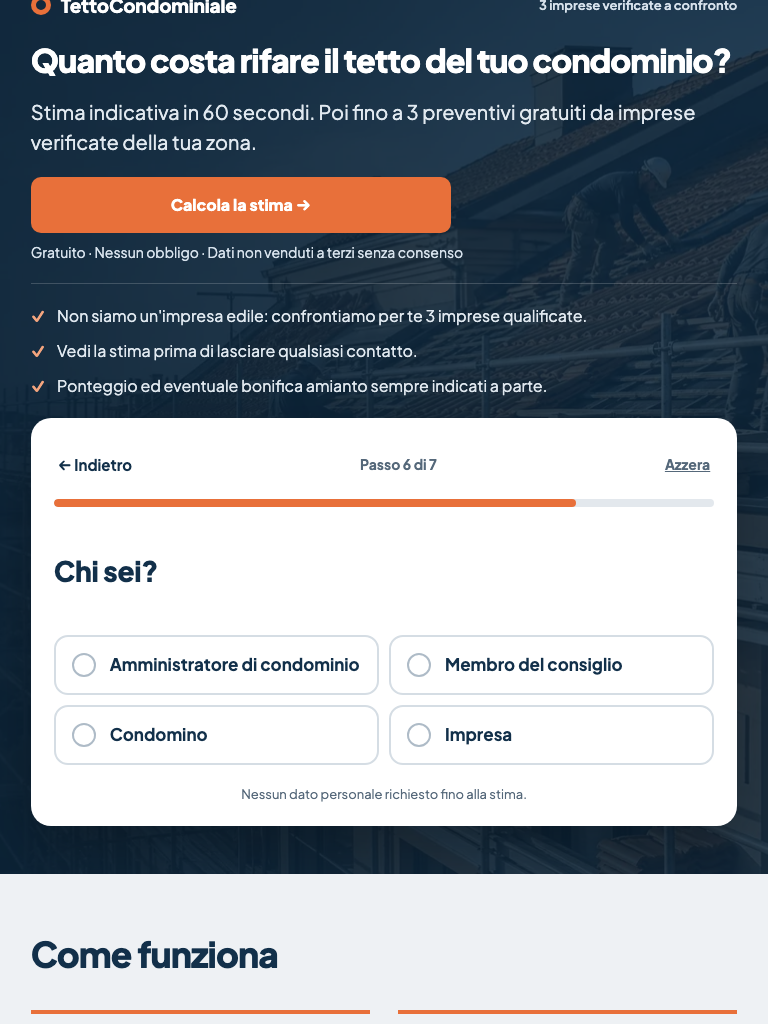 TettoCondominiale
3 imprese verificate a confronto
Quanto costa rifare il tetto del tuo condominio?
Stima indicativa in 60 secondi. Poi fino a 3 preventivi gratuiti da imprese
verificate della tua zona.
Calcola la stima →
Gratuito · Nessun obbligo · Dati non venduti a terzi senza consenso
Non siamo un'impresa edile: confrontiamo per te 3 imprese qualificate.
Vedi la stima prima di lasciare qualsiasi contatto.
Ponteggio ed eventuale bonifica amianto sempre indicati a parte.
← Indietro
Passo 6 di 7
Azzera
Chi sei?
Amministratore di condominio
Membro del consiglio
Condomino
Impresa
Nessun dato personale richiesto fino alla stima.
Come funziona